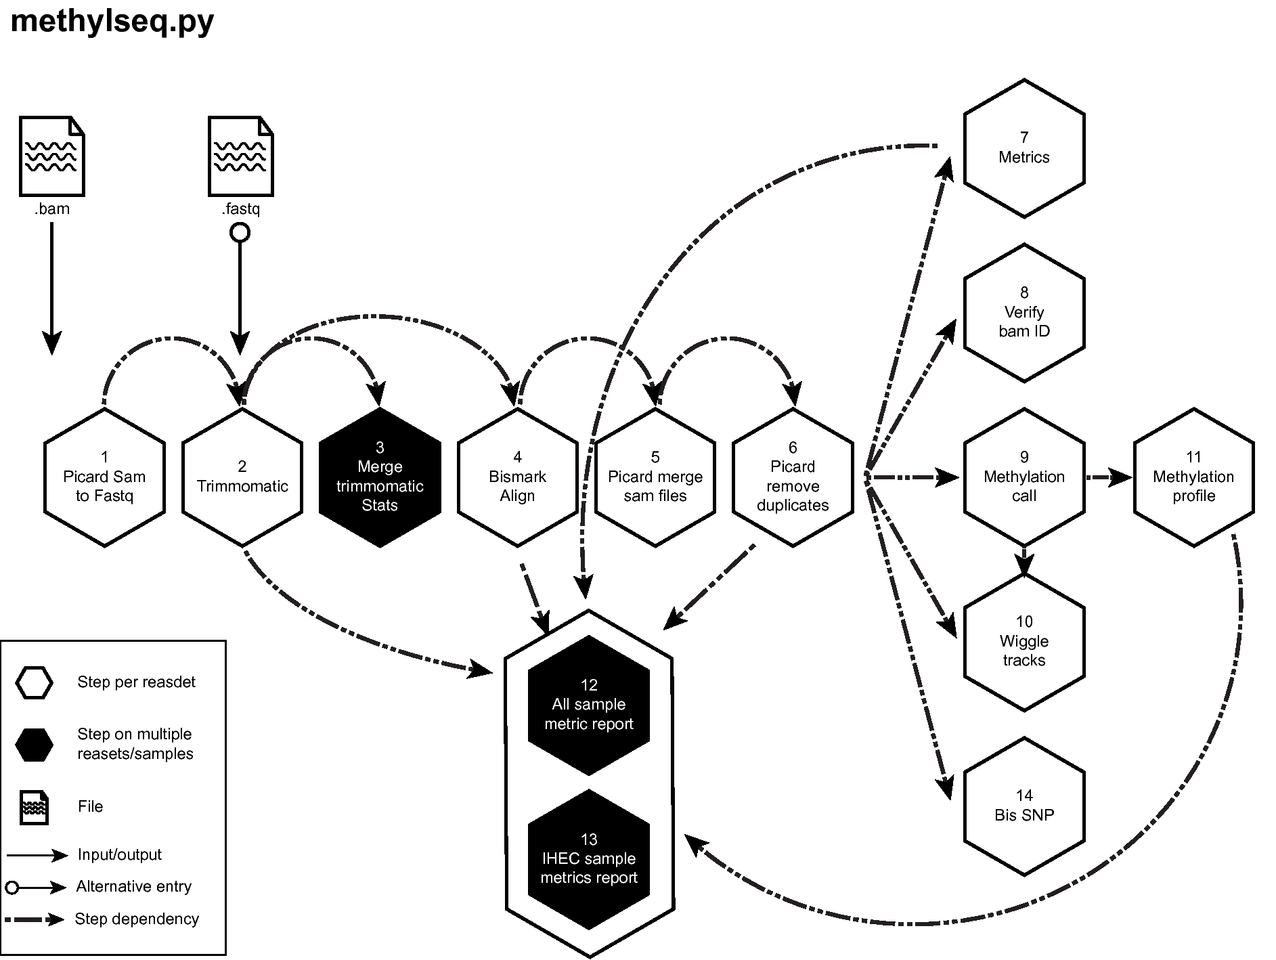 methylseq.py
.bam
.fastq
7
Metrics
8
Verify
bam ID
1
Picard Sam
to Fastq
2
Trimmomatic
3
Merge
trimmomatic
Stats
4
Bismark
Align
5
Picard merge
sam files
6
Picard
remove
duplicates
9
Methylation
call
11
Methylation
profile
10
Wiggle
tracks
12
All sample
metric report
13
IHEC sample
metrics report
14
Bis SNP
Step per reasdet
Step on multiple
reasets/samples
File
Input/output
Alternative entry
Step dependency